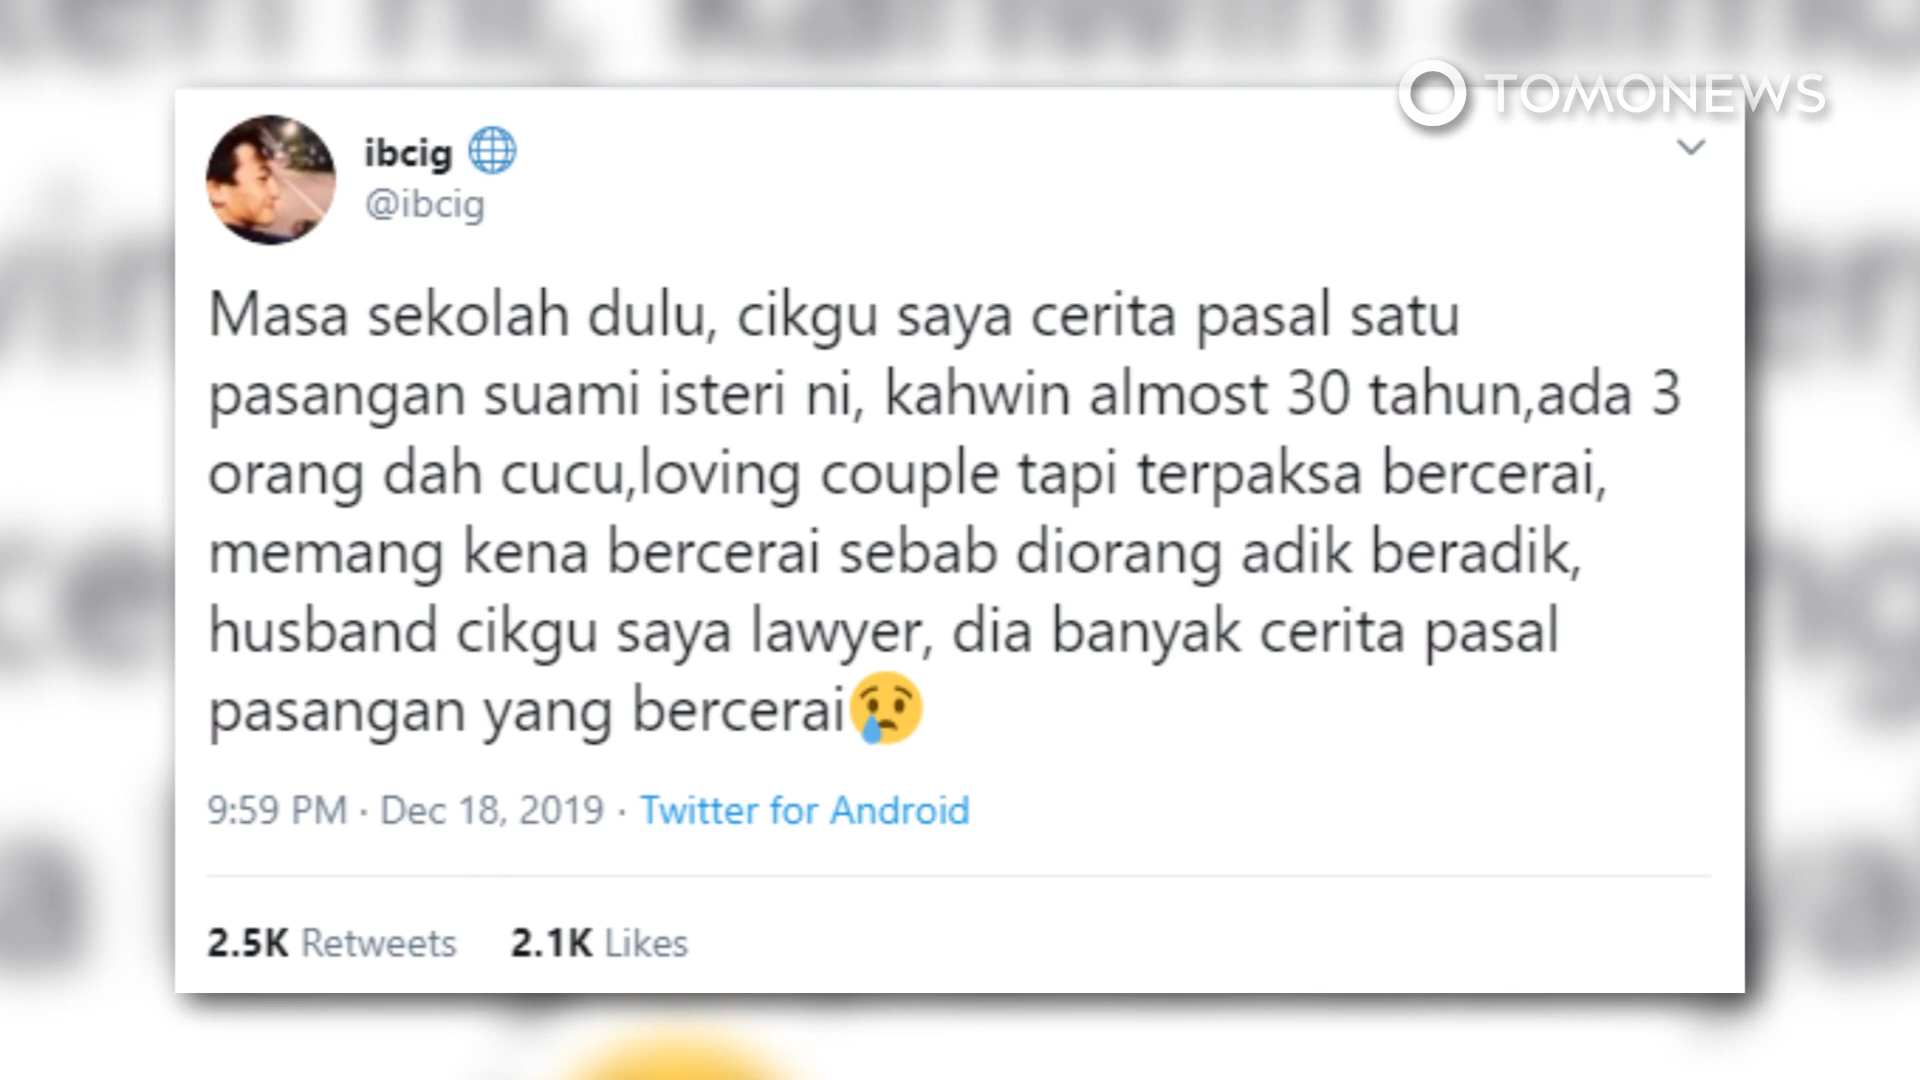 TOMONEWS
ibcig
@ibcig
Masa sekolah dulu, cikgu saya cerita pasal satu
pasangan suami isteri ni, kahwin almost 30 tahun,ada 3
orang dah cucu,loving couple tapi terpaksa bercerai,
memang kena bercerai sebab diorang adik beradik,
husband cikgu saya lawyer, dia banyak cerita pasal
pasangan yang bercerai😢
9:59 PM · Dec 18, 2019 · Twitter for Android
2.5K Retweets 2.1K Likes